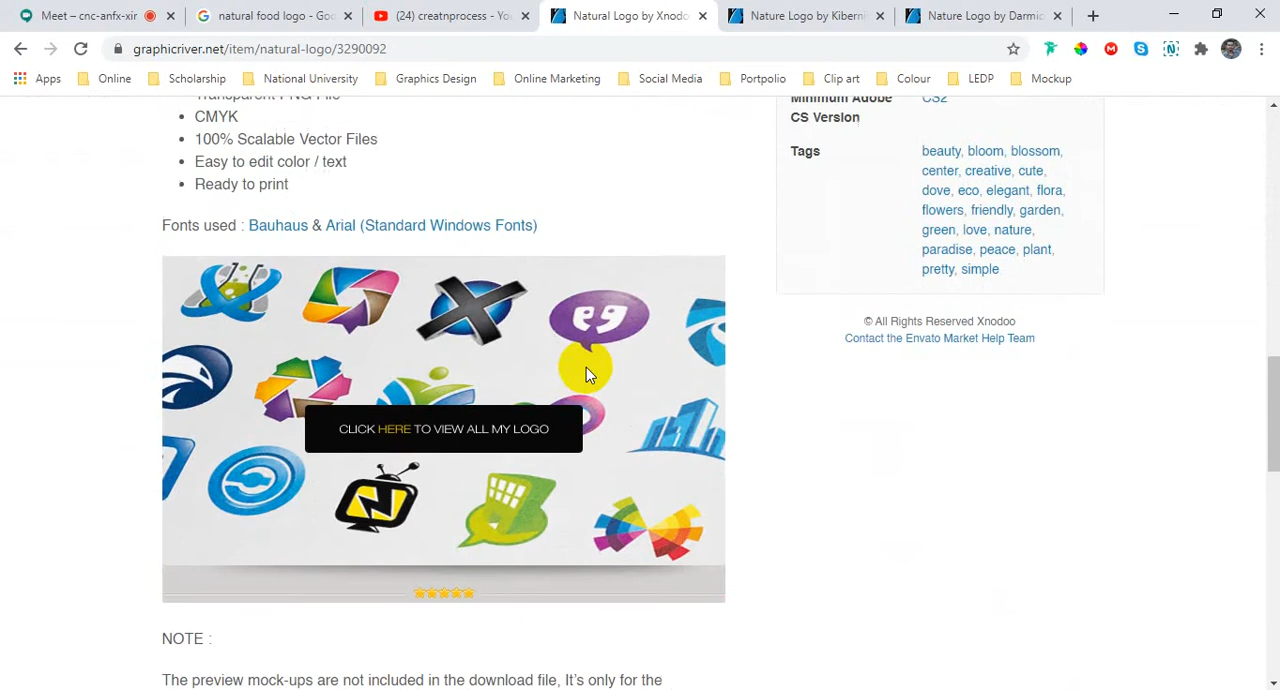 Meet – cnc-anfx-xir
natural food logo - Goo
(24) creatnprocess - You
Natural Logo by Xnodo
Nature Logo by Kibern
Nature Logo by Darmic
graphicriver.net/item/natural-logo/3290092
Apps
Online
Scholarship
National University
Graphics Design
Online Marketing
Social Media
Portpolio
Clip art
Colour
LEDP
Mockup
Transparent PNG File
CMYK
100% Scalable Vector Files
Easy to edit color / text
Ready to print
Fonts used : Bauhaus & Arial (Standard Windows Fonts)
CLICK HERE TO VIEW ALL MY LOGO
NOTE :
The preview mock-ups are not included in the download file, It's only for the
Minimum Adobe CS2
CS Version
Tags
beauty, bloom, blossom,
center, creative, cute,
dove, eco, elegant, flora,
flowers, friendly, garden,
green, love, nature,
paradise, peace, plant,
pretty, simple
© All Rights Reserved Xnodoo
Contact the Envato Market Help Team